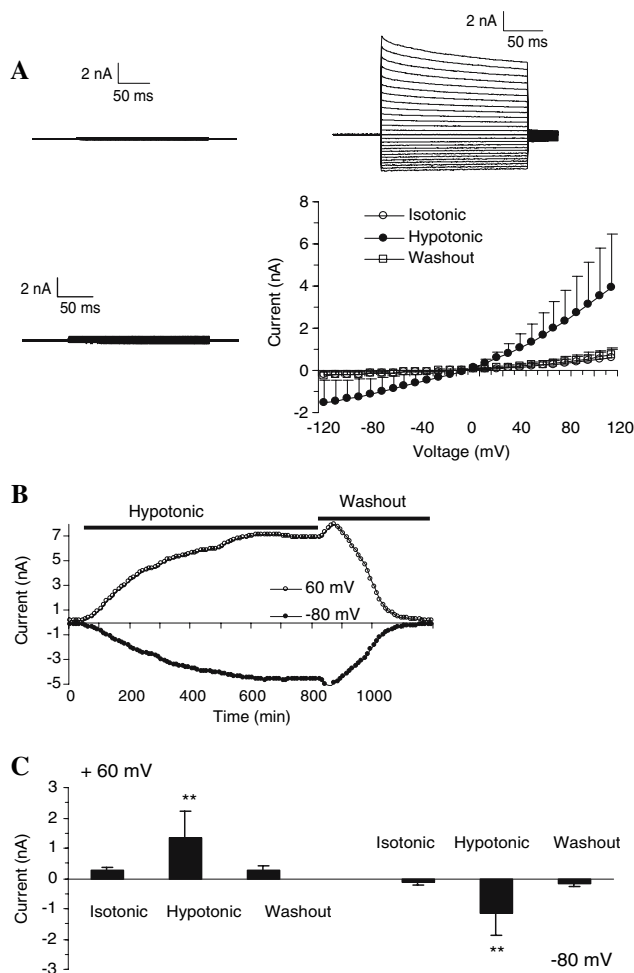 A
2 nA
50 ms
2 nA
50 ms
2 nA
50 ms
8
6
4
2
0
-2
Current (nA)
Isotonic
Hypotonic
Washout
-120 -80 -40 0 40 80 120
Voltage (mV)
B
Hypotonic
Washout
7
5
3
1
-1
-3
-5
Current (nA)
60 mV
-80 mV
0 200 400 600 800 1000
Time (min)
C
+ 60 mV
3
2
1
0
-1
-2
-3
Current (nA)
**
Isotonic Hypotonic Washout
Isotonic Hypotonic Washout
**
-80 mV